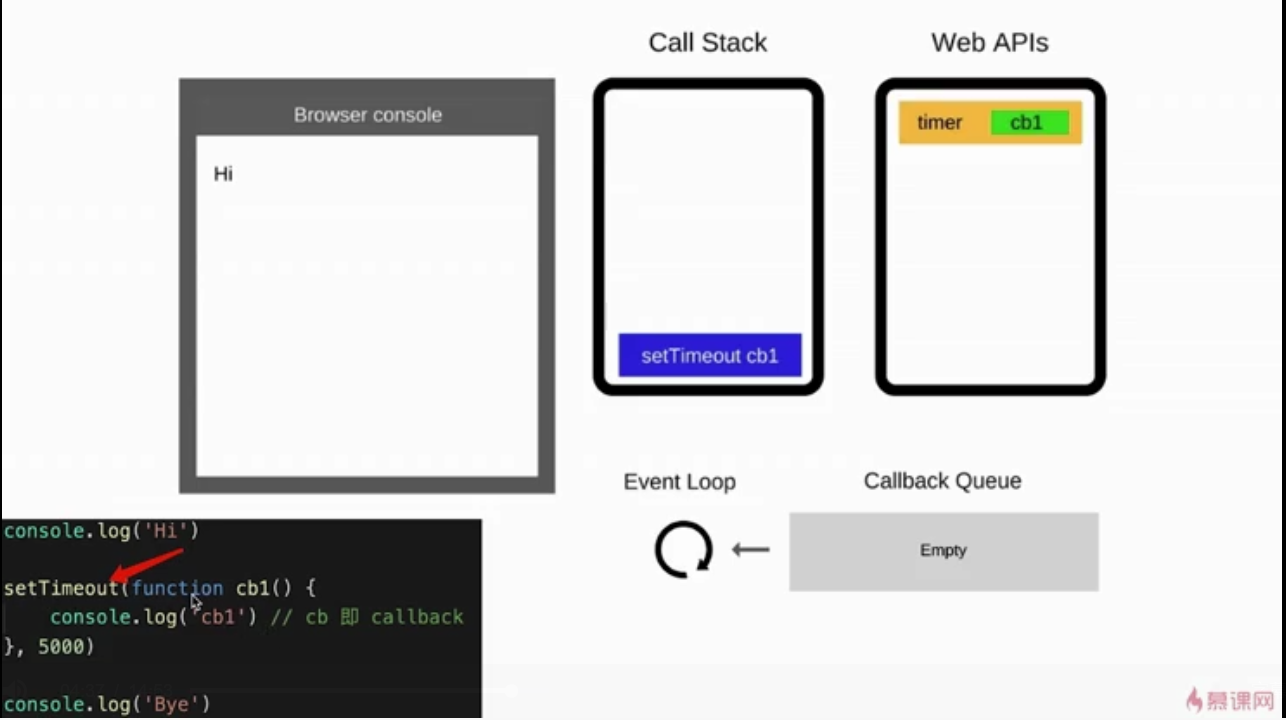 Call Stack
Web APIs
Browser console
Hi
timer
cb1
setTimeout cb1
Event Loop
Callback Queue
Empty
console.log('Hi')
setTimeout(function cb1() {
console.log('cb1') // cb 即 callback
}, 5000)
console.log('Bye')
慕课网